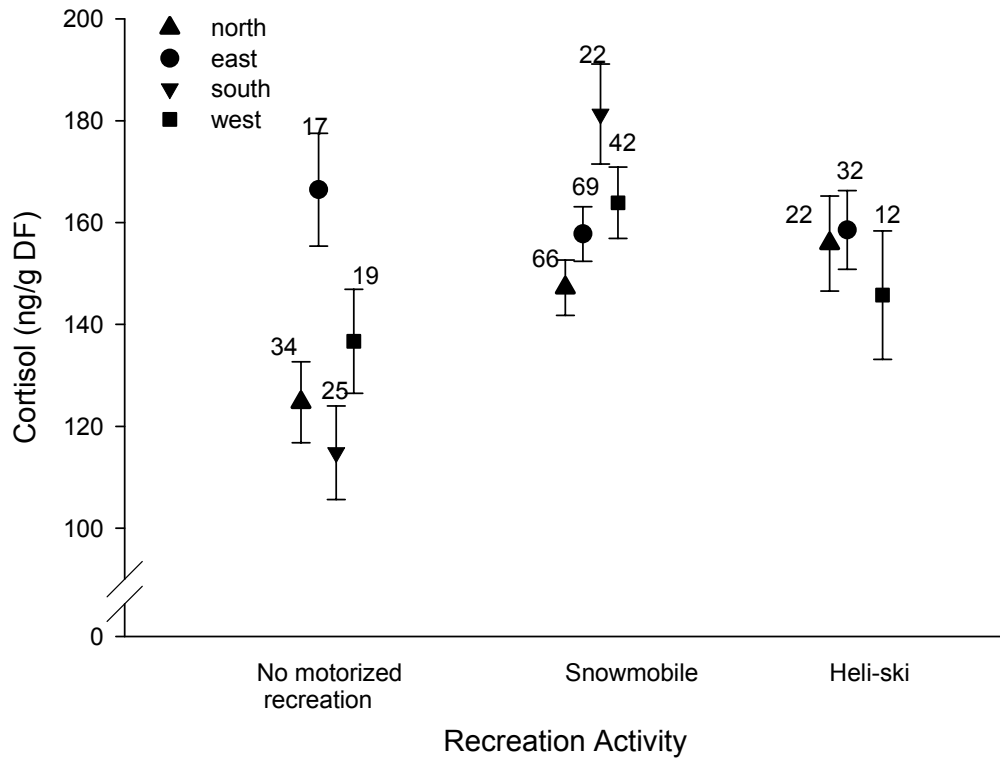 200
180
160
140
120
100
0
Cortisol (ng/g DF)
north
east
south
west
17
34
25
19
22
42
69
66
32
22
12
No motorized
recreation
Snowmobile
Heli-ski
Recreation Activity